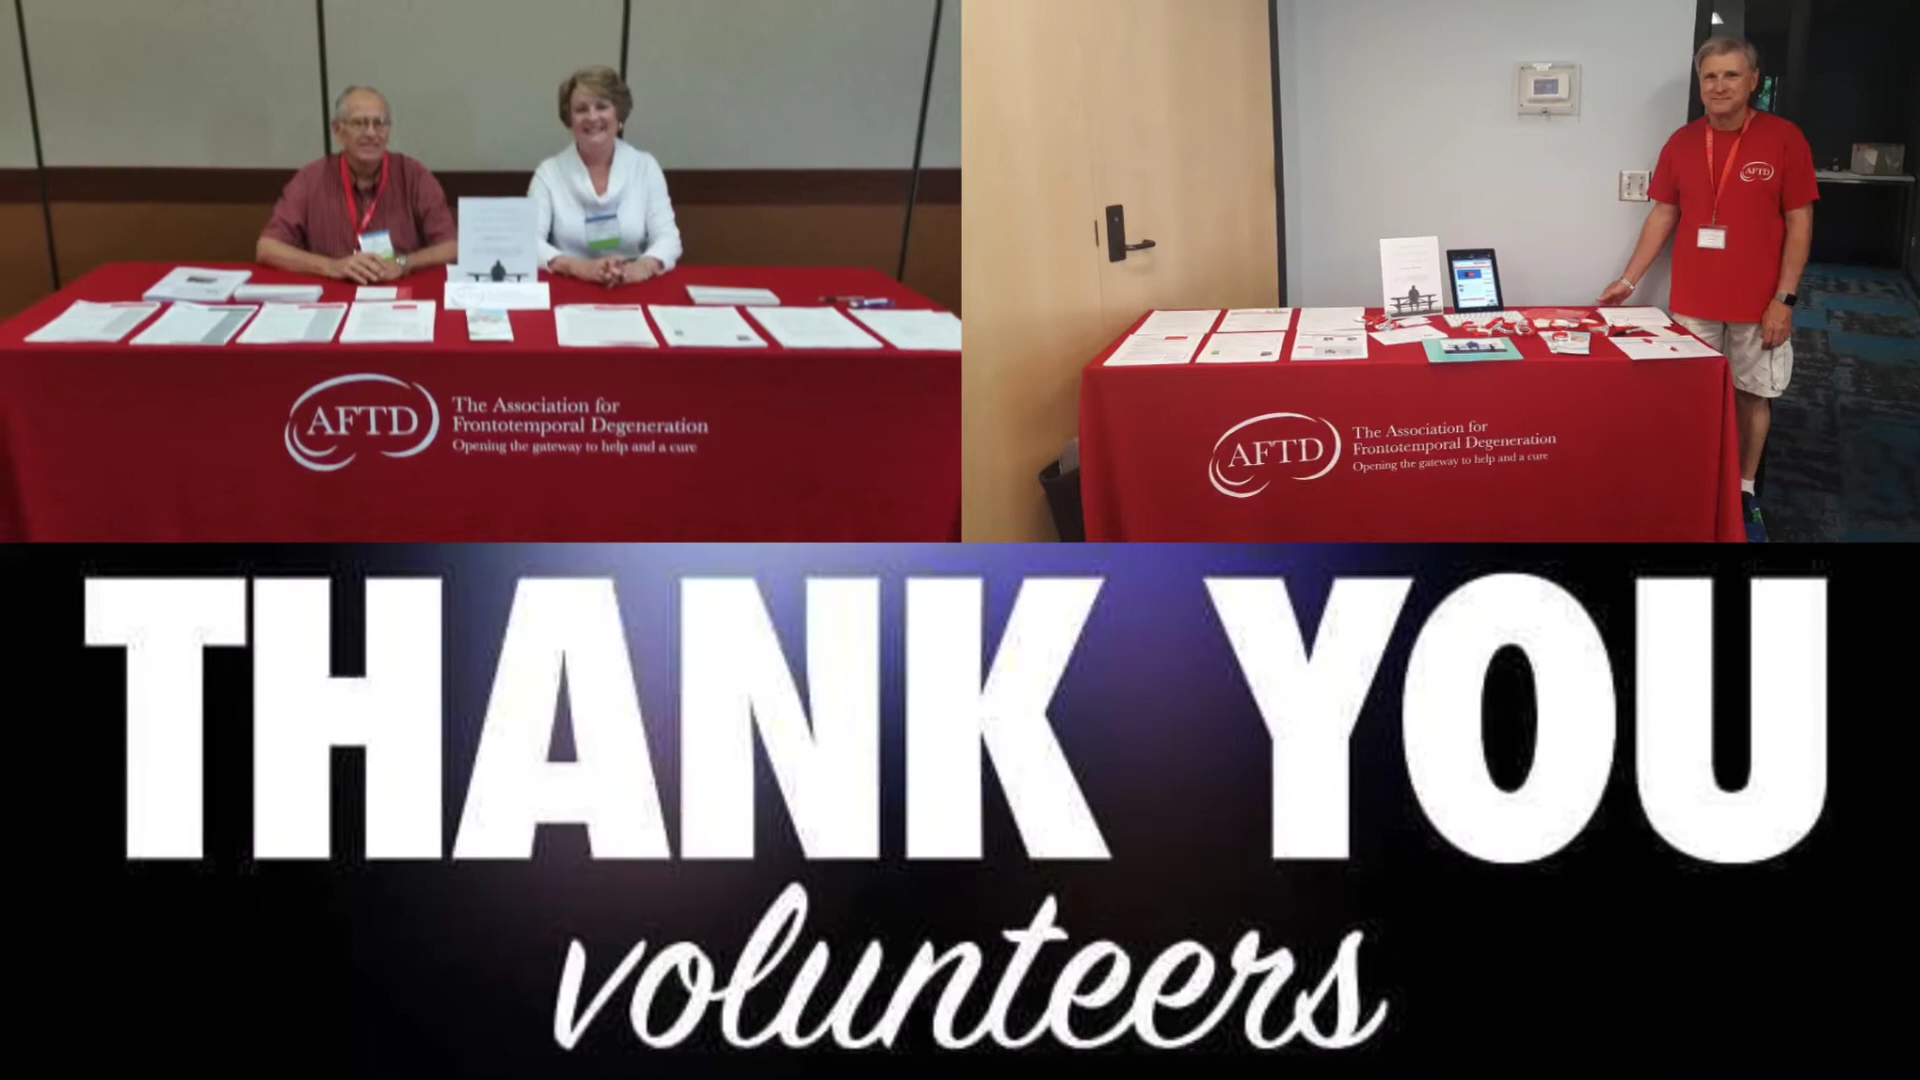 AFTD
The Association for
Frontotemporal Degeneration
Opening the gateway to help and a cure
AFTD
AFTD
The Association for
Frontotemporal Degeneration
Opening the gateway to help and a cure
THANK YOU
volunteers